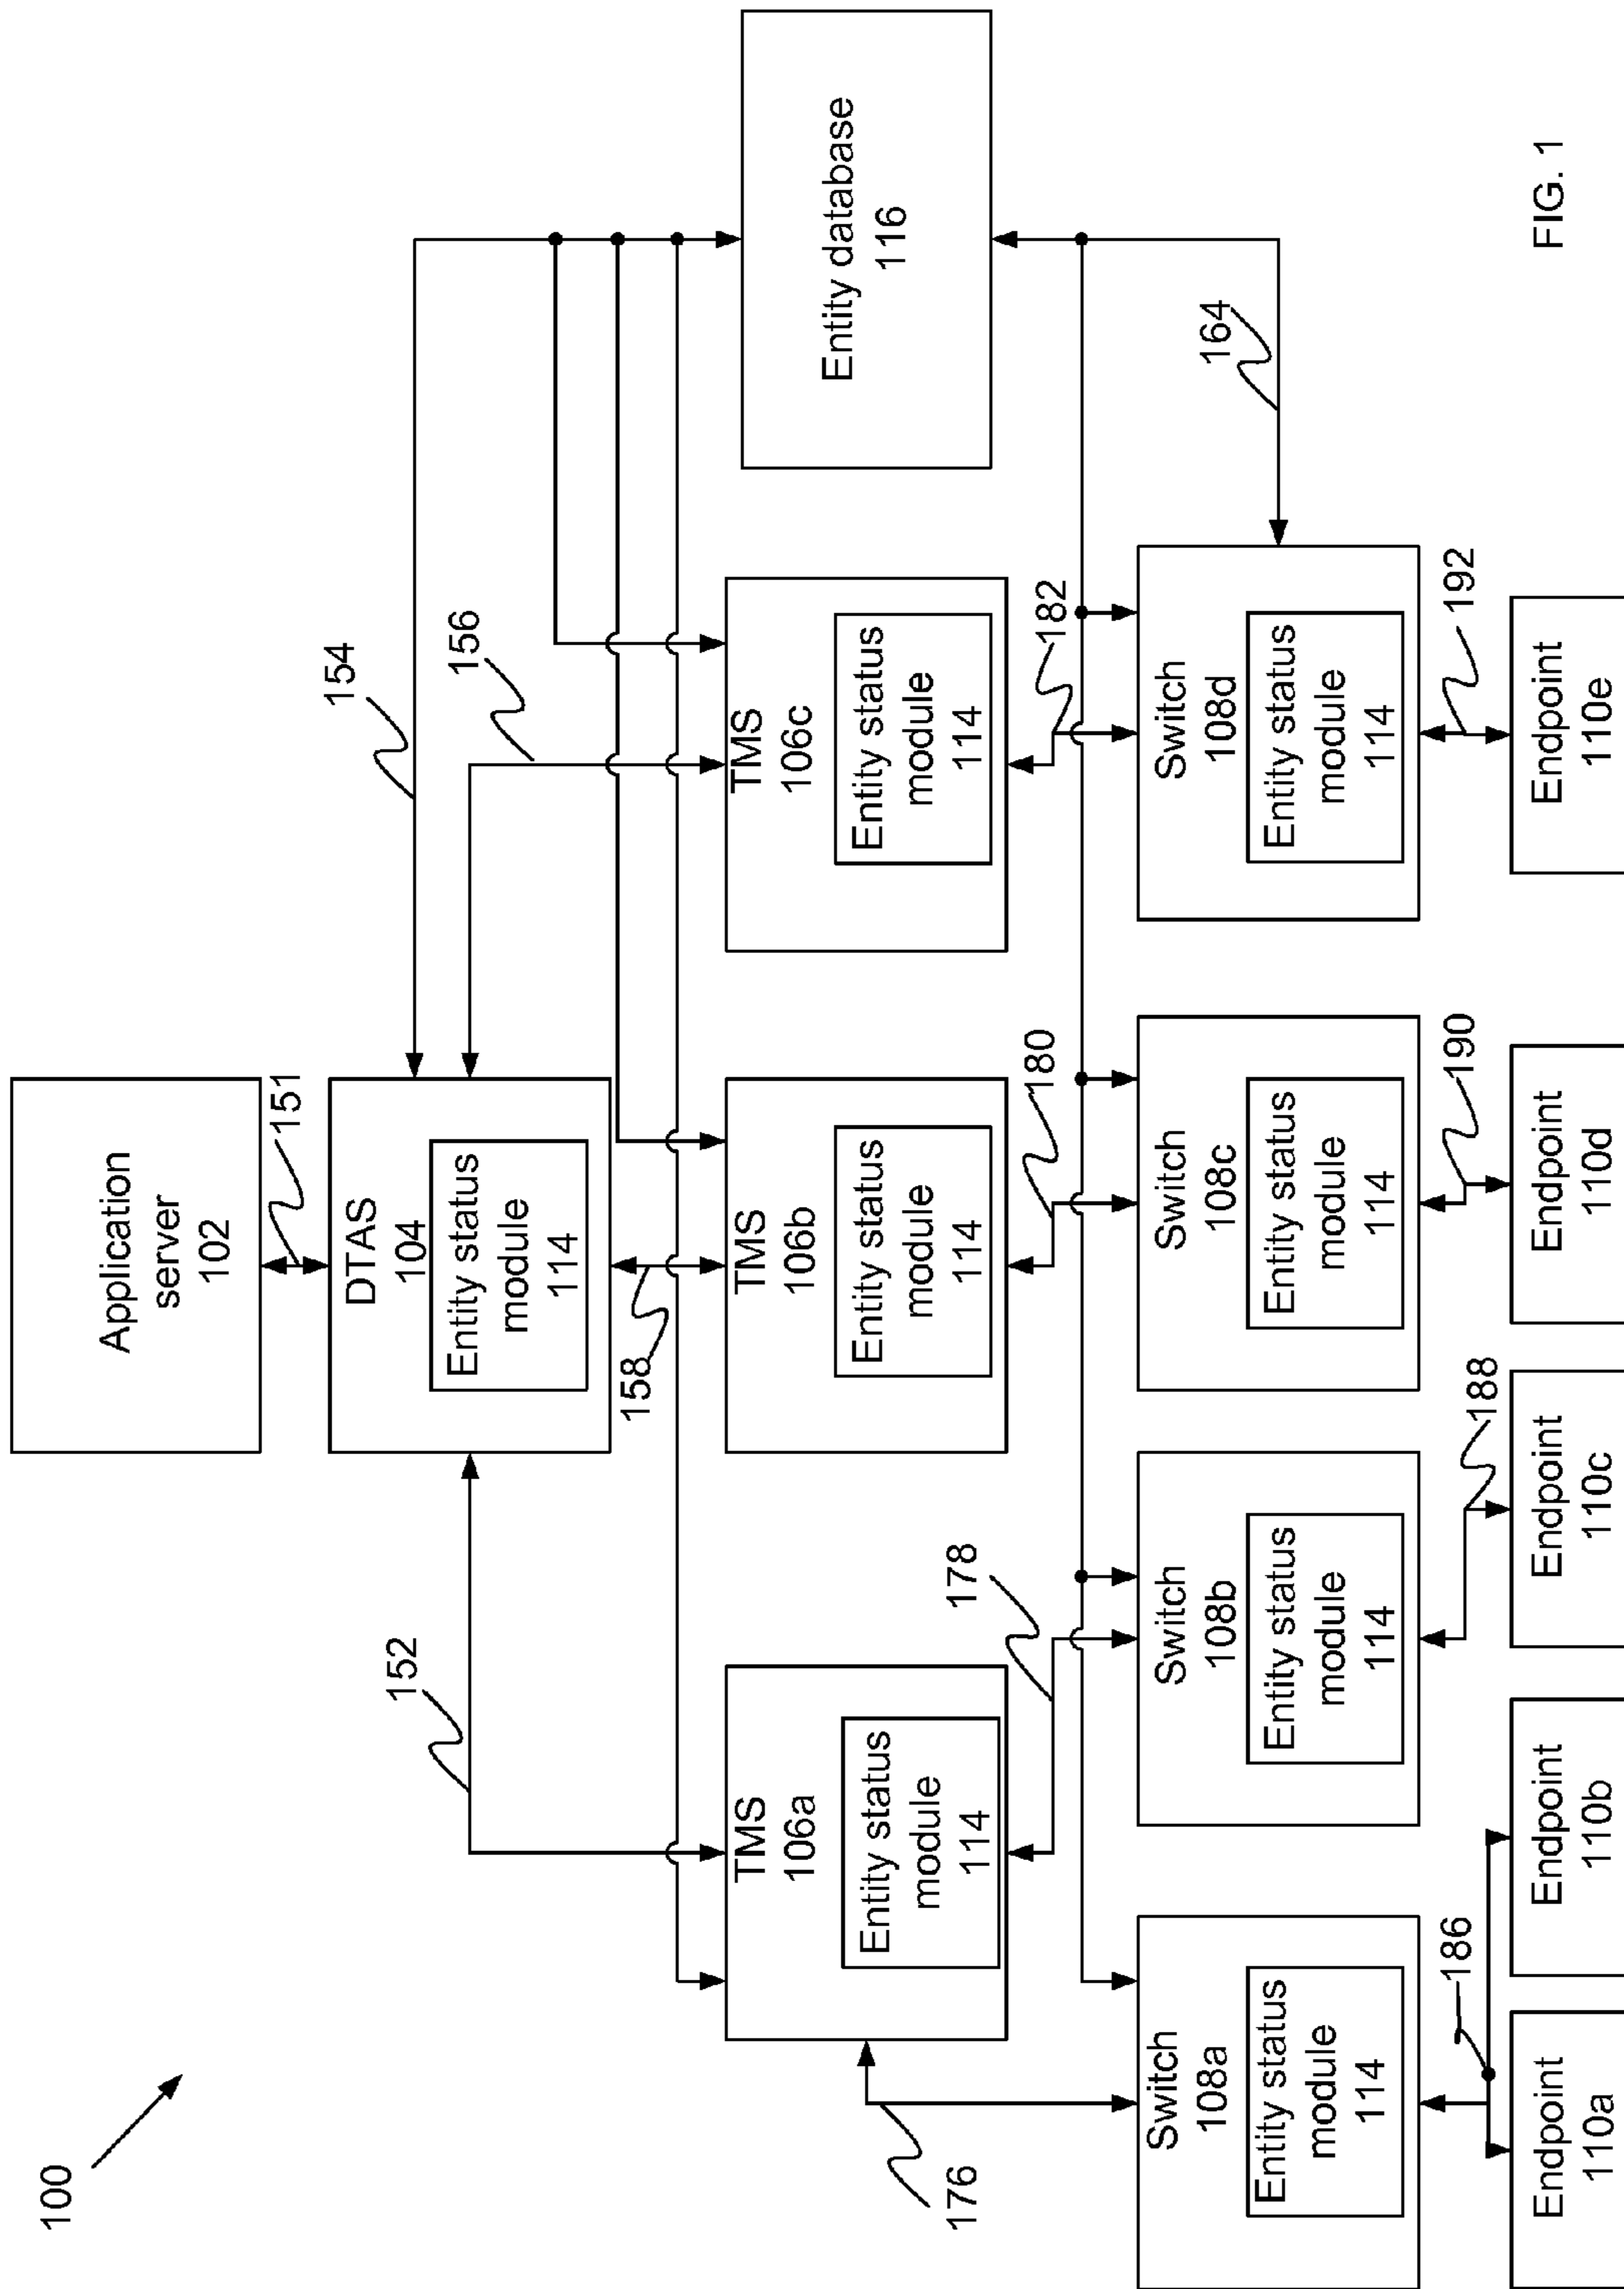 100
Application
server
102
151
DTAS
104
Entity status
module
114
152
154
156
158
TMS
106a
Entity status
module
114
TMS
106b
Entity status
module
114
TMS
106c
Entity status
module
114
Entity database
116
176
178
180
182
164
Switch
108a
Entity status
module
114
Switch
108b
Entity status
module
114
Switch
108c
Entity status
module
114
Switch
108d
Entity status
module
114
186
188
190
192
Endpoint
110a
Endpoint
110b
Endpoint
110c
Endpoint
110d
Endpoint
110e
FIG. 1